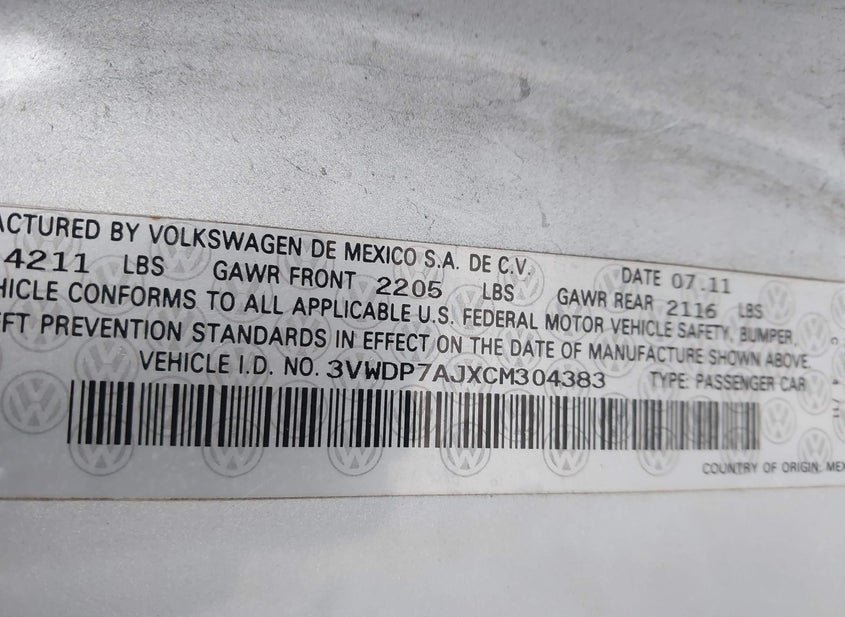 ACTURED BY VOLKSWAGEN DE MEXICO S.A. DE C.V. DATE 07.11
4211 LBS GAWR FRONT 2205 LBS GAWR REAR 2116 LBS
HICLE CONFORMS TO ALL APPLICABLE U.S. FEDERAL MOTOR VEHICLE SAFETY, BUMPER,
EFT PREVENTION STANDARDS IN EFFECT ON THE DATE OF MANUFACTURE SHOWN ABOVE.
VEHICLE I.D. NO. 3VWDP7AJXCM304383 TYPE: PASSENGER CAR
COUNTRY OF ORIGIN: MEX